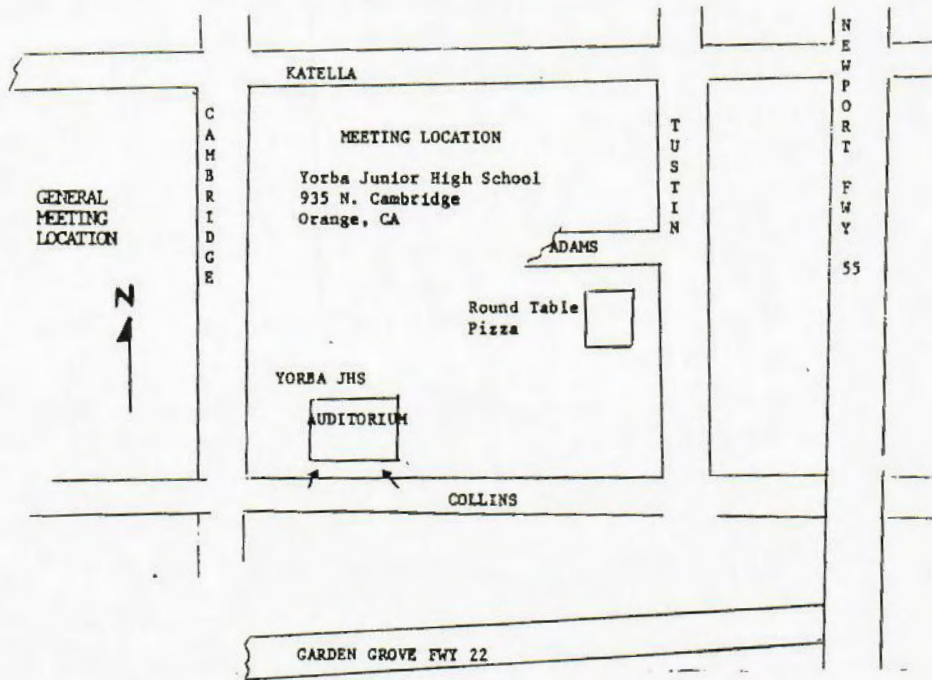 KATELLA
NEWPORT FWY
55
CAMBRIDGE
TUSTIN
MEETING LOCATION
Yorba Junior High School
935 N. Cambridge
Orange, CA
GENERAL
MEETING
LOCATION
ADAMS
N
Round Table
Pizza
YORBA JHS
AUDITORIUM
COLLINS
GARDEN GROVE FWY 22